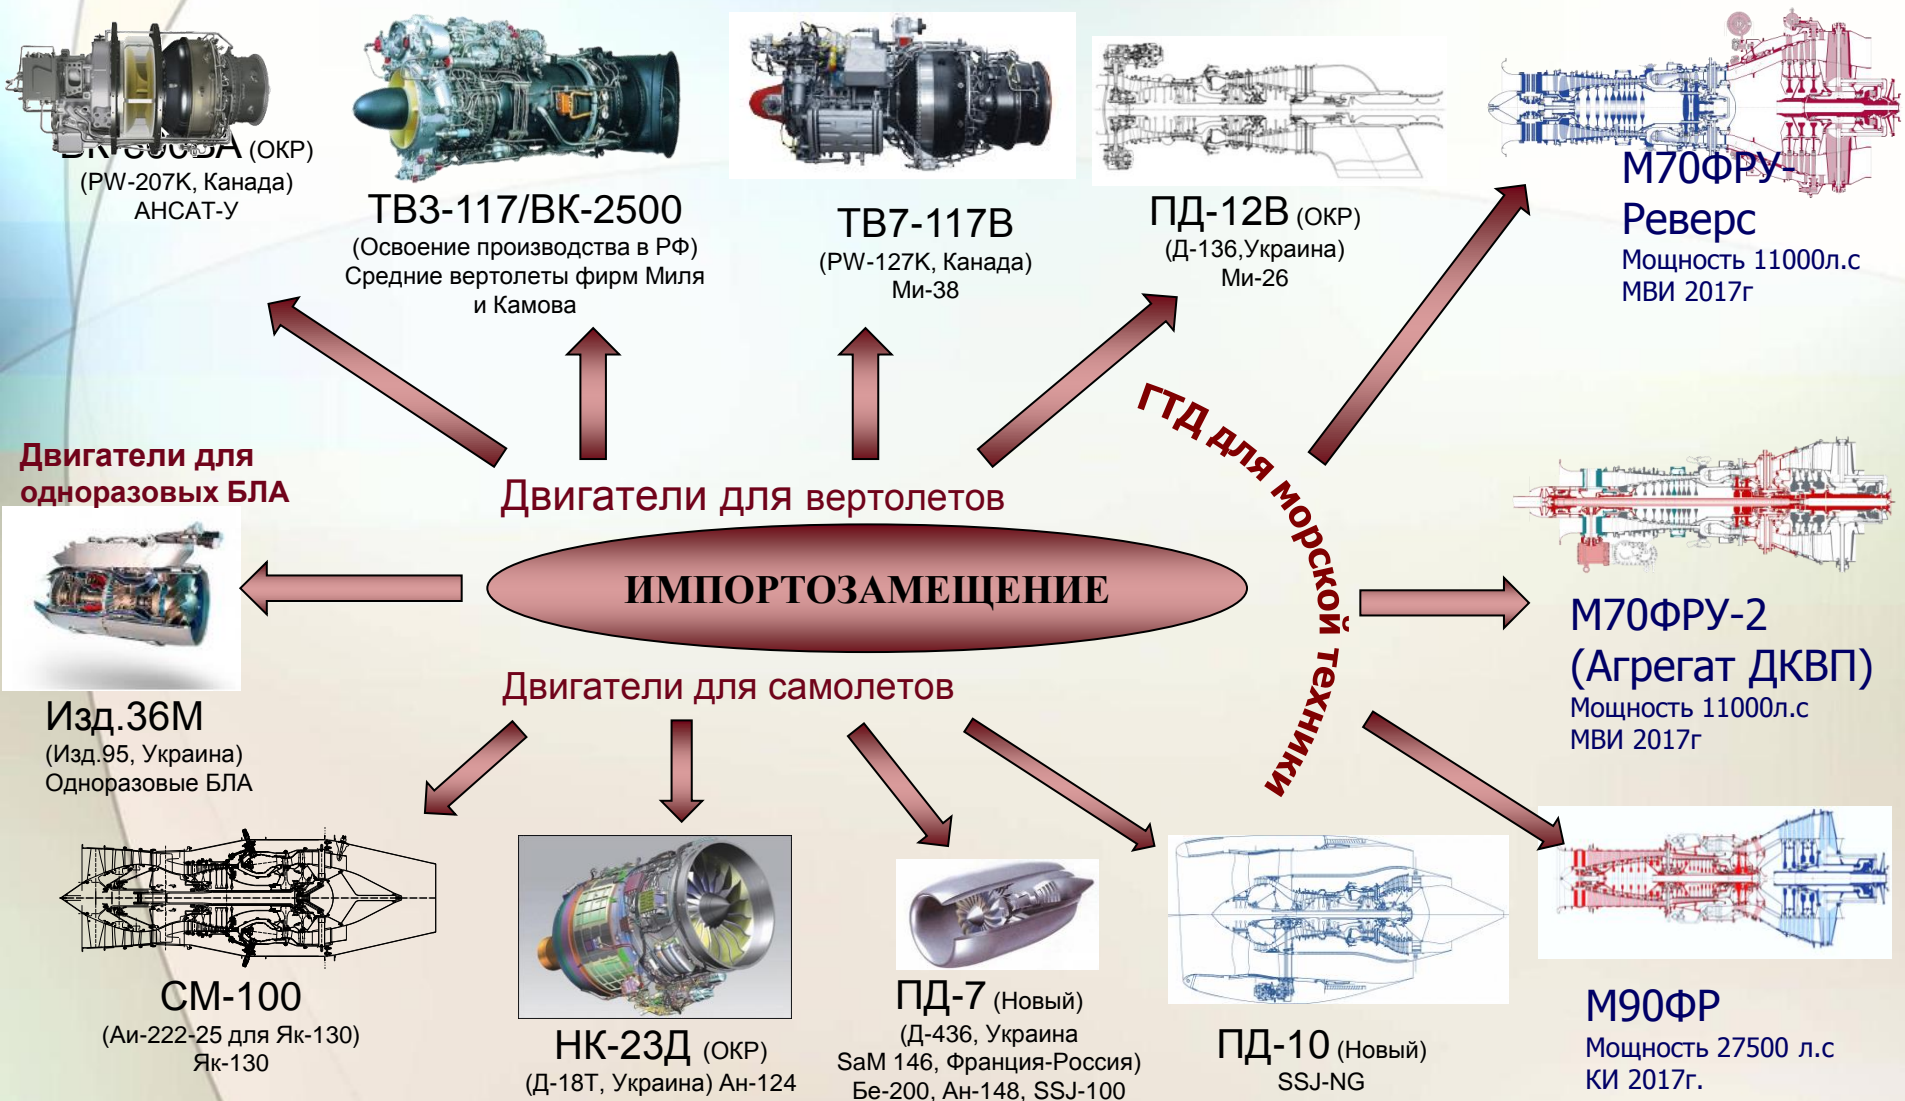 (ОКР)
(PW-207K, Канада)
АНСАТ-У
ТВ3-117/ВК-2500
(Освоение производства в РФ)
Средние вертолеты фирм Миля
и Камова
ТВ7-117В
(PW-127K, Канада)
Ми-38
ПД-12В (ОКР)
(Д-136,Украина)
Ми-26
М70ФРУ-
Реверс
Мощность 11000л.с
МВИ 2017г
Двигатели для
одноразовых БЛА
Двигатели для вертолетов
ГТД для морской техники
ИМПОРТОЗАМЕЩЕНИЕ
Двигатели для самолетов
М70ФРУ-2
(Агрегат ДКВП)
Мощность 11000л.с
МВИ 2017г
Изд.36М
(Изд.95, Украина)
Одноразовые БЛА
СМ-100
(Аи-222-25 для Як-130)
Як-130
НК-23Д (ОКР)
(Д-18Т, Украина) Ан-124
ПД-7 (Новый)
(Д-436, Украина
SaM 146, Франция-Россия)
Бе-200, Ан-148, SSJ-100
ПД-10 (Новый)
SSJ-NG
М90ФР
Мощность 27500 л.с
КИ 2017г.